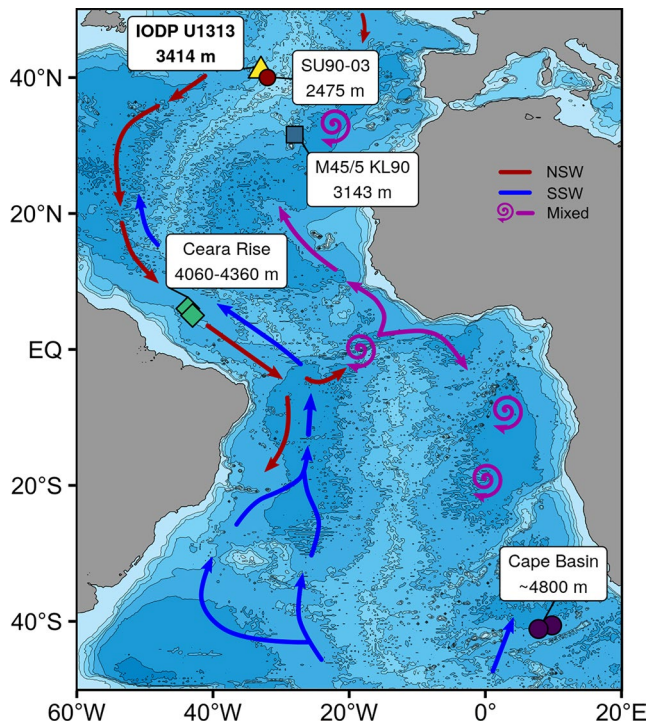 IODP U1313
3414 m
SU90-03
2475 m
M45/5 KL90
3143 m
NSW
SSW
Mixed
Ceara Rise
4060-4360 m
Cape Basin
~4800 m
40°N
20°N
EQ
20°S
40°S
60°W
40°W
20°W
0°
20°E